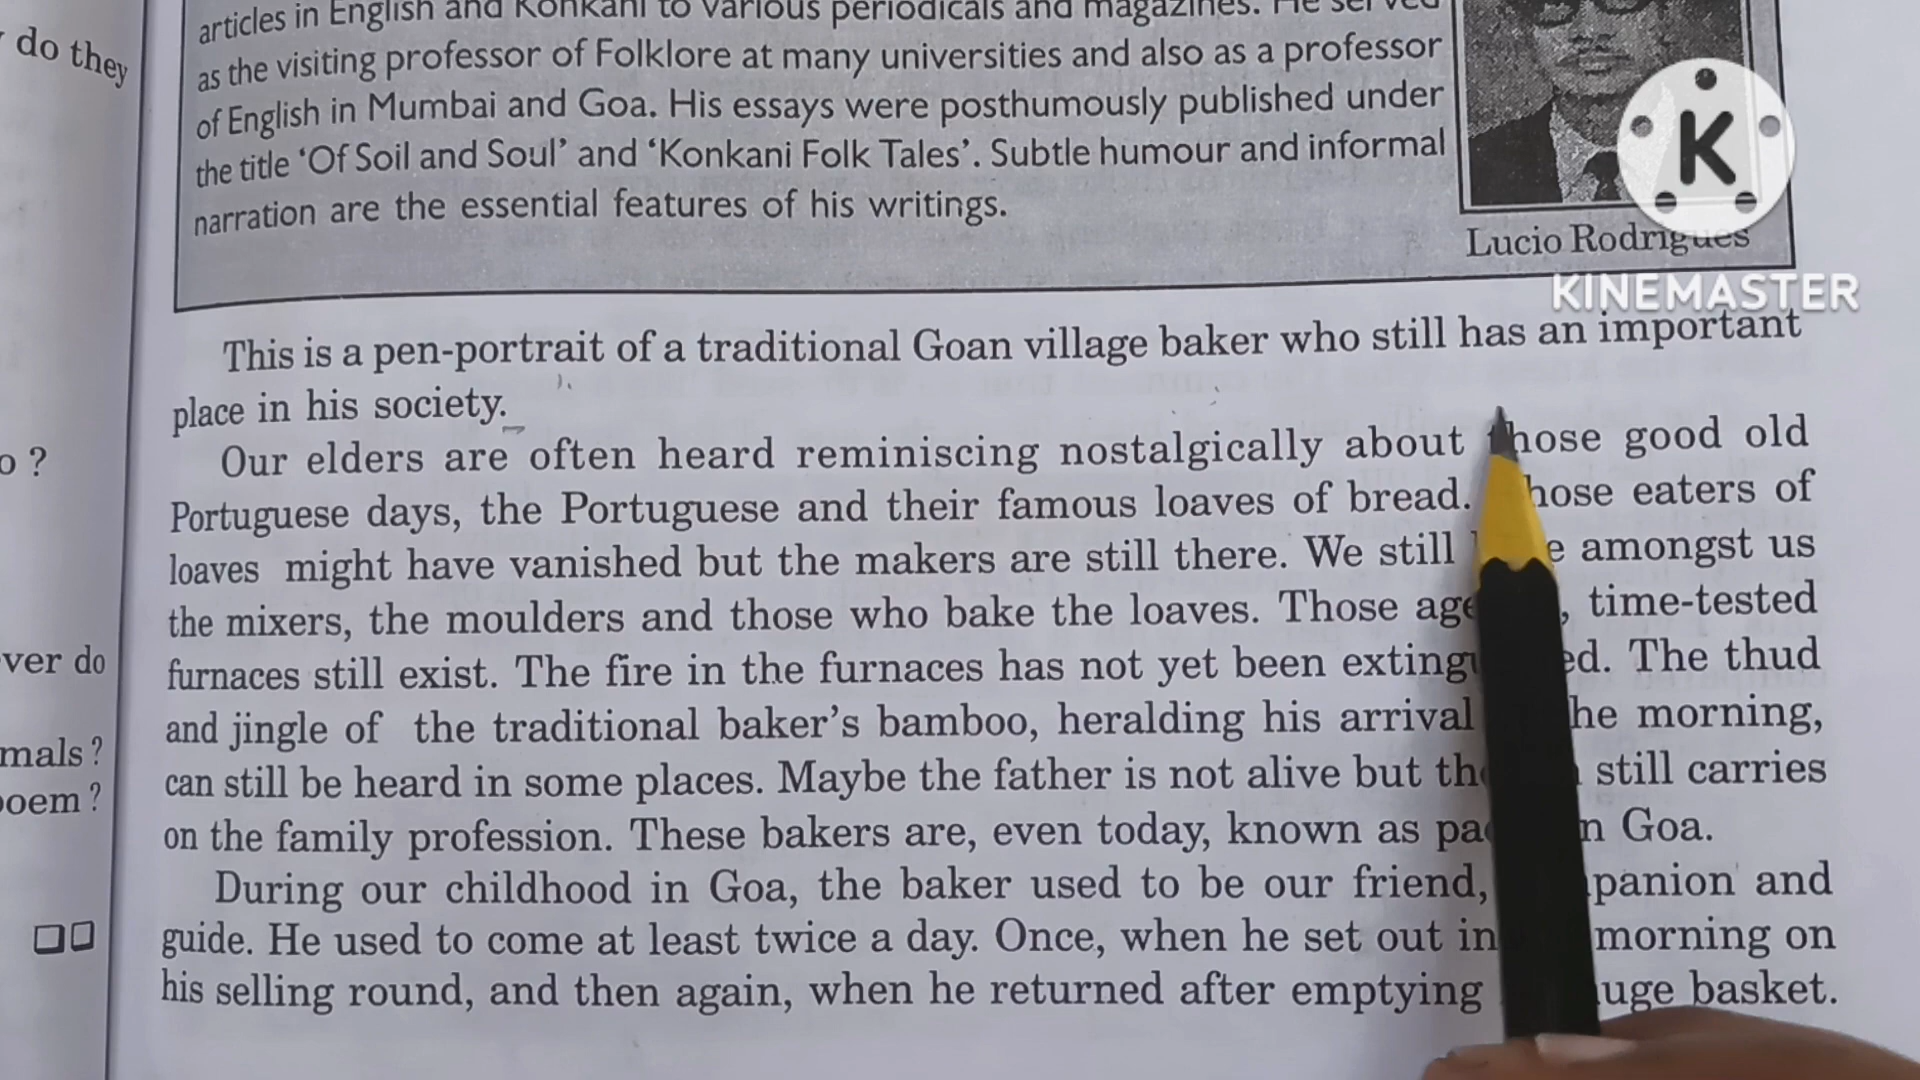 articles in English and Konkani to various periodicals and magazines. He served
as the visiting professor of Folklore at many universities and also as a professor
of English in Mumbai and Goa. His essays were posthumously published under
the title ‘Of Soil and Soul’ and ‘Konkani Folk Tales’. Subtle humour and informal
narration are the essential features of his writings.
Lucio Rodrigues
K
KINEMASTER
This is a pen-portrait of a traditional Goan village baker who still has an important
place in his society.
Our elders are often heard reminiscing nostalgically about those good old
Portuguese days, the Portuguese and their famous loaves of bread. Those eaters of
loaves might have vanished but the makers are still there. We still amongst us
the mixers, the moulders and those who bake the loaves. Those time-tested
furnaces still exist. The fire in the furnaces has not yet been The thud
and jingle of the traditional baker’s bamboo, heralding his arrival the morning,
can still be heard in some places. Maybe the father is not alive but still carries
on the family profession. These bakers are, even today, known as Goa.
During our childhood in Goa, the baker used to be our friend, and
guide. He used to come at least twice a day. Once, when he set out in morning on
his selling round, and then again, when he returned after emptying basket.
do they
o ?
ver do
mals ?
poem ?